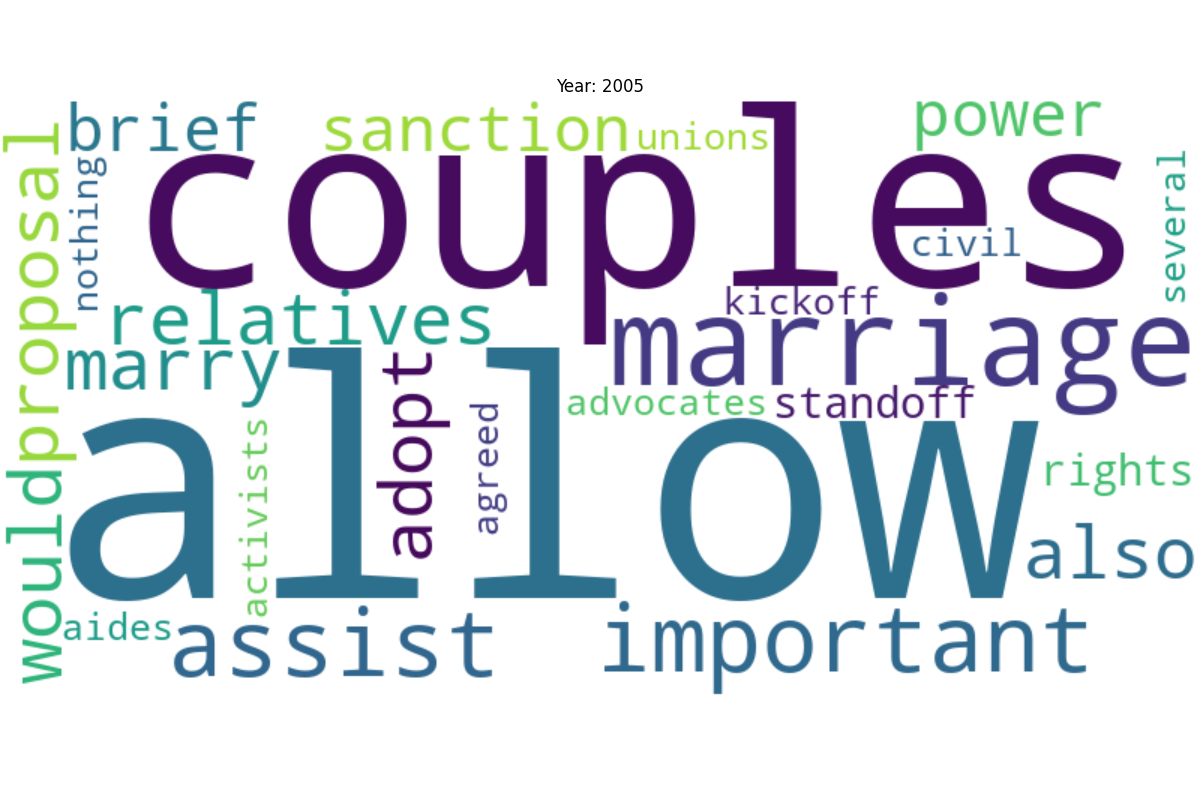 Year: 2005
brief
sanction
unions
power
proposal
nothing
couples
several
civil
relatives
kickoff
marriage
marry
adopt
advocates
standoff
allow
agreed
activists
rights
would
also
aides
assist
important